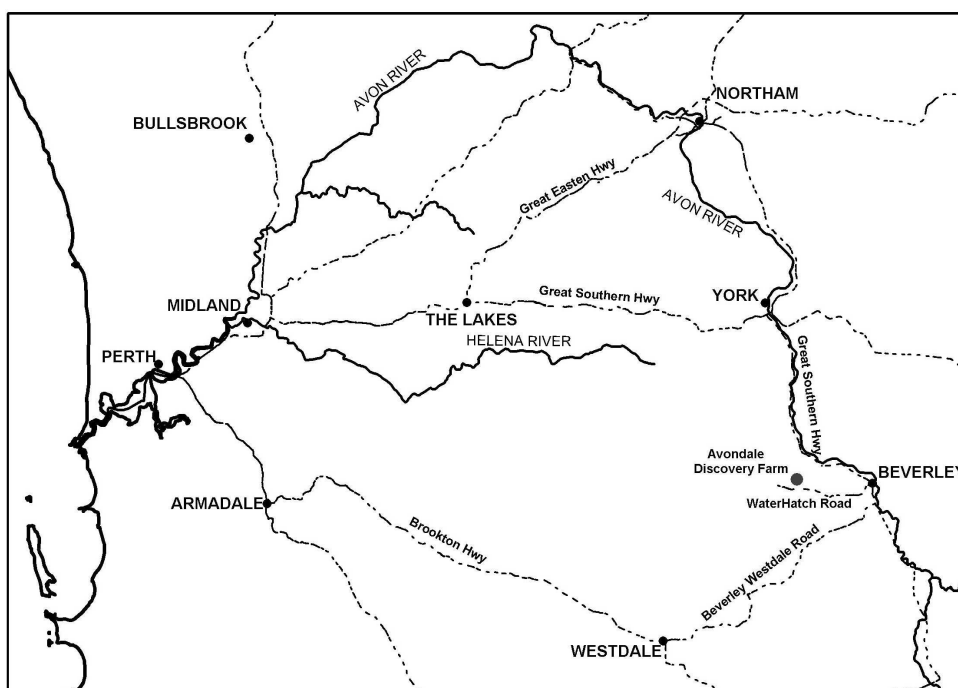 AVON RIVER
NORTHAM
BULLSBROOK
Great Easten Hwy
AVON RIVER
MIDLAND
THE LAKES
Great Southern Hwy
YORK
PERTH
HELENA RIVER
Great Southern Hwy
Avondale
Discovery Farm
BEVERLEY
WaterHatch Road
ARMADALE
Brookton Hwy
Beverley Westdale Road
WESTDALE